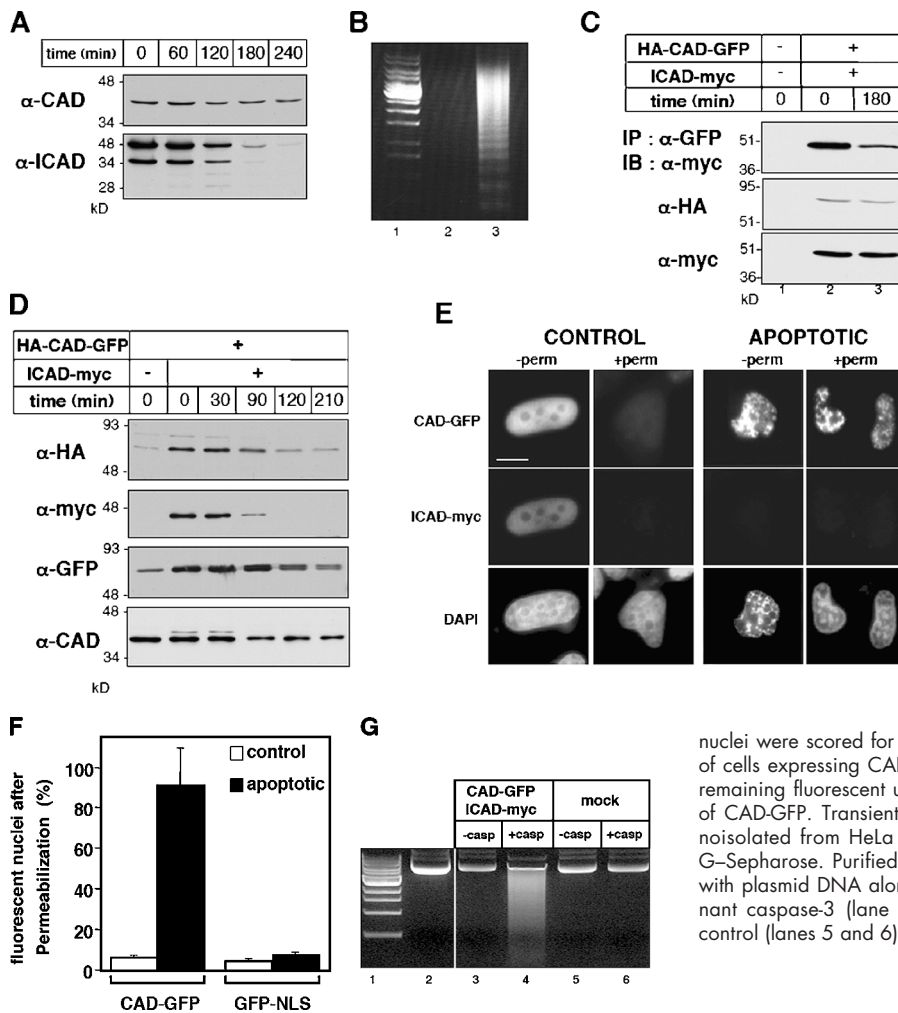 A
time (min) 0 60 120 180 240
α-CAD
48
34
α-ICAD
48
34
28
kD
B
1 2 3
C
HA-CAD-GFP - +
ICAD-myc - +
time (min) 0 0 180
IP : α-GFP
IB : α-myc
51
36
α-HA
95
51
α-myc
51
36
kD
1 2 3
D
HA-CAD-GFP +
ICAD-myc - +
time (min) 0 0 30 90 120 210
α-HA
93
48
α-myc
48
α-GFP
93
48
α-CAD
48
34
kD
E
CONTROL APOPTOTIC
-perm +perm -perm +perm
CAD-GFP
ICAD-myc
DAPI
F
fluorescent nuclei after
Permeabilization (%)
100
80
60
40
20
0
control
apoptotic
CAD-GFP GFP-NLS
G
CAD-GFP
ICAD-myc
mock
-casp +casp -casp +casp
1 2 3 4 5 6
nuclei were scored for
of cells expressing CAD
remaining fluorescent u
of CAD-GFP. Transient
noisolated from HeLa
G–Sepharose. Purified
with plasmid DNA alon
nant caspase-3 (lane
control (lanes 5 and 6)